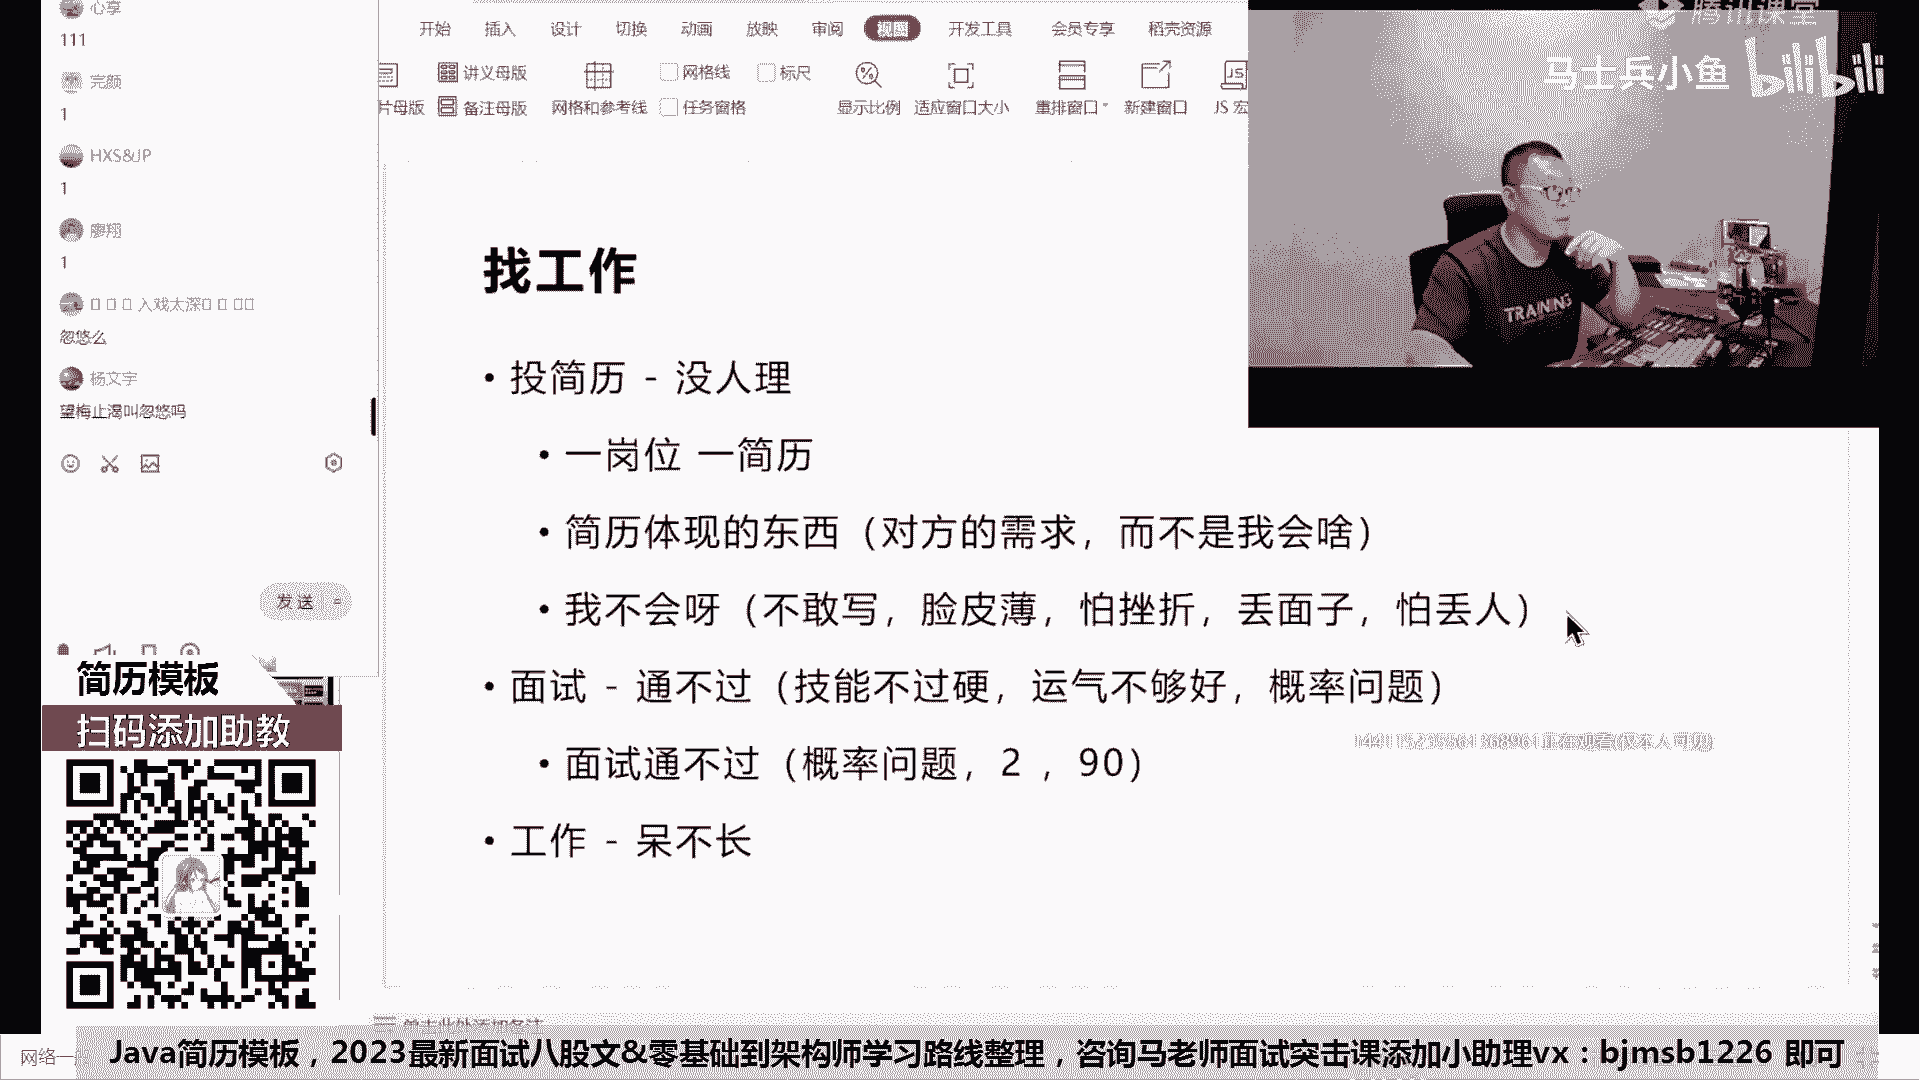 心享
111
完颜
1
HXS&JP
1
廖翔
1
入戏太深
忽悠么
杨文宇
望梅止渴叫忽悠吗
发送
开始 插入 设计 切换 动画 放映 审阅 视图 开发工具 会员专享 稻壳资源
讲义母版 网格线 标尺
片母版 备注母版 网格和参考线 任务窗格 显示比例 适应窗口大小 重排窗口 新建窗口 JS 宏
腾讯课堂
马士兵小鱼 bilibili
TRAINING
找工作
• 投简历 - 没人理
• 一岗位 一简历
• 简历体现的东西（对方的需求，而不是我会啥）
• 我不会呀（不敢写，脸皮薄，怕挫折，丢面子，怕丢人）
• 面试 - 通不过（技能不过硬，运气不够好，概率问题）
• 面试通不过（概率问题，2 ，90）
• 工作 - 呆不长
正在观看(仅本人可见)
简历模板
扫码添加助教
单击此处添加备注
网络一
Java简历模板，2023最新面试八股文&零基础到架构师学习路线整理，咨询马老师面试突击课添加小助理vx：bjmsb1226 即可